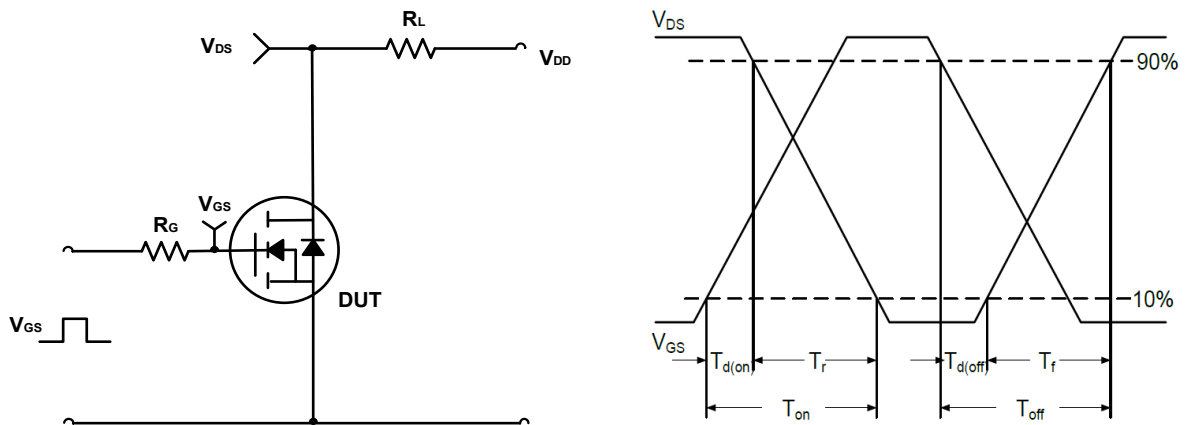 RL
VDS
VDD
VGS
RG
DUT
VGS
VDS
90%
10%
VGS
Td(on)
Tr
Td(off)
Tf
Ton
Toff